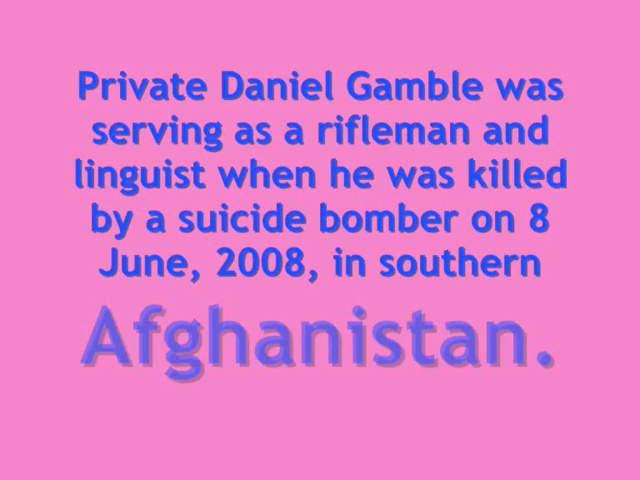 Private Daniel Gamble was
serving as a rifleman and
linguist when he was killed
by a suicide bomber on 8
June, 2008, in southern
Afghanistan.